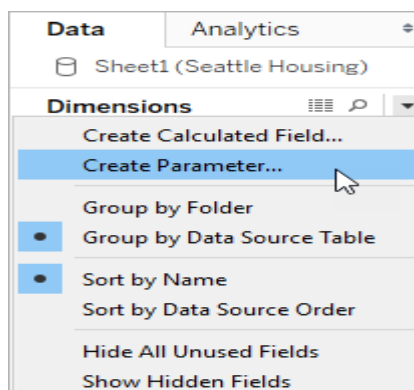 Data Analytics
Sheet1 (Seattle Housing)
Dimensions
Create Calculated Field...
Create Parameter...
Group by Folder
Group by Data Source Table
Sort by Name
Sort by Data Source Order
Hide All Unused Fields
Show Hidden Fields